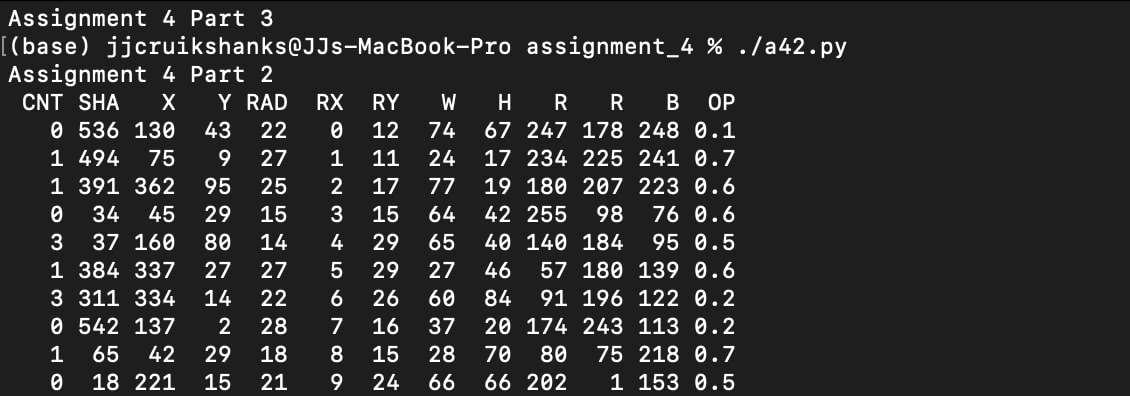 Assignment 4 Part 3
[(base) jjcruikshanks@JJs-MacBook-Pro assignment_4 % ./a42.py
Assignment 4 Part 2
CNT SHA X Y RAD RX RY W H R R B OP
0 536 130 43 22 0 12 74 67 247 178 248 0.1
1 494 75 9 27 1 11 24 17 234 225 241 0.7
1 391 362 95 25 2 17 77 19 180 207 223 0.6
0 34 45 29 15 3 15 64 42 255 98 76 0.6
3 37 160 80 14 4 29 65 40 140 184 95 0.5
1 384 337 27 27 5 29 27 46 57 180 139 0.6
3 311 334 14 22 6 26 60 84 91 196 122 0.2
0 542 137 2 28 7 16 37 20 174 243 113 0.2
1 65 42 29 18 8 15 28 70 80 75 218 0.7
0 18 221 15 21 9 24 66 66 202 1 153 0.5